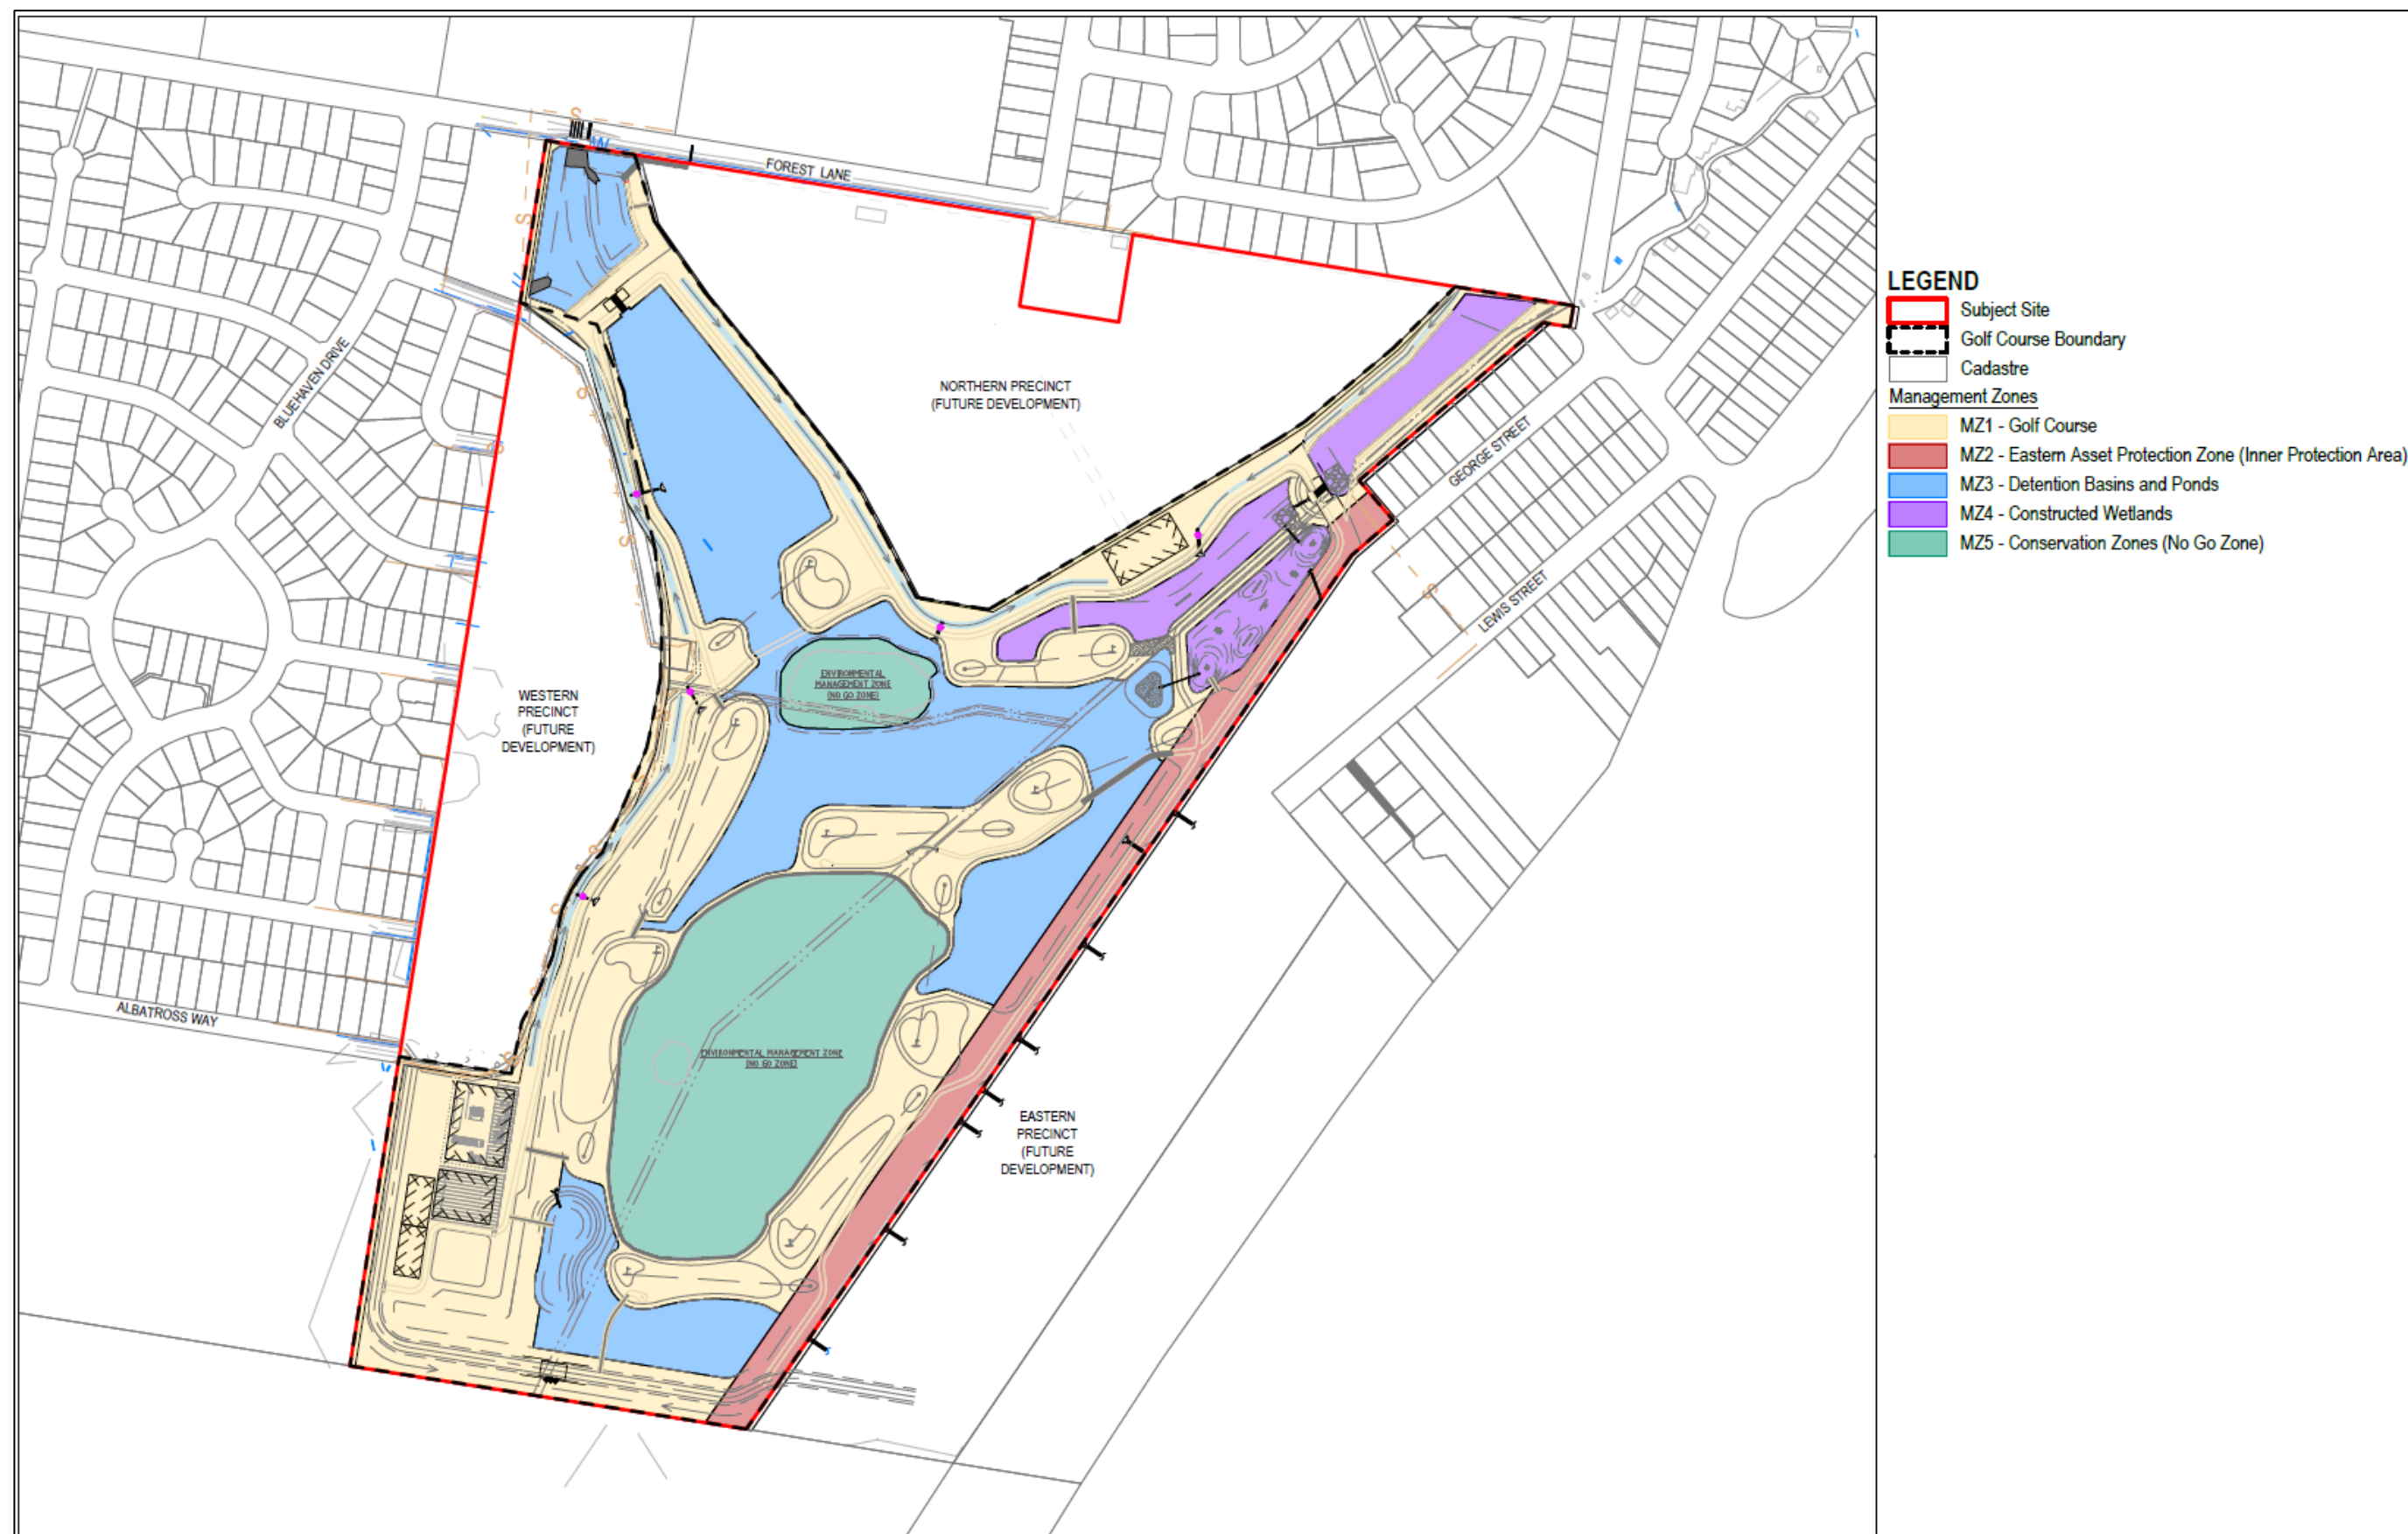 FOREST LANE
BLUEHAVEN DRIVE
NORTHERN PRECINCT
(FUTURE DEVELOPMENT)
GEORGE STREET
LEWIS STREET
ENVIRONMENTAL
MANAGEMENT ZONE
(NO GO ZONE)
WESTERN
PRECINCT
(FUTURE
DEVELOPMENT)
ALBATROSS WAY
ENVIRONMENTAL MANAGEMENT ZONE
(NO GO ZONE)
EASTERN
PRECINCT
(FUTURE
DEVELOPMENT)
LEGEND
Subject Site
Golf Course Boundary
Cadastre
Management Zones
MZ1 - Golf Course
MZ2 - Eastern Asset Protection Zone (Inner Protection Area)
MZ3 - Detention Basins and Ponds
MZ4 - Constructed Wetlands
MZ5 - Conservation Zones (No Go Zone)